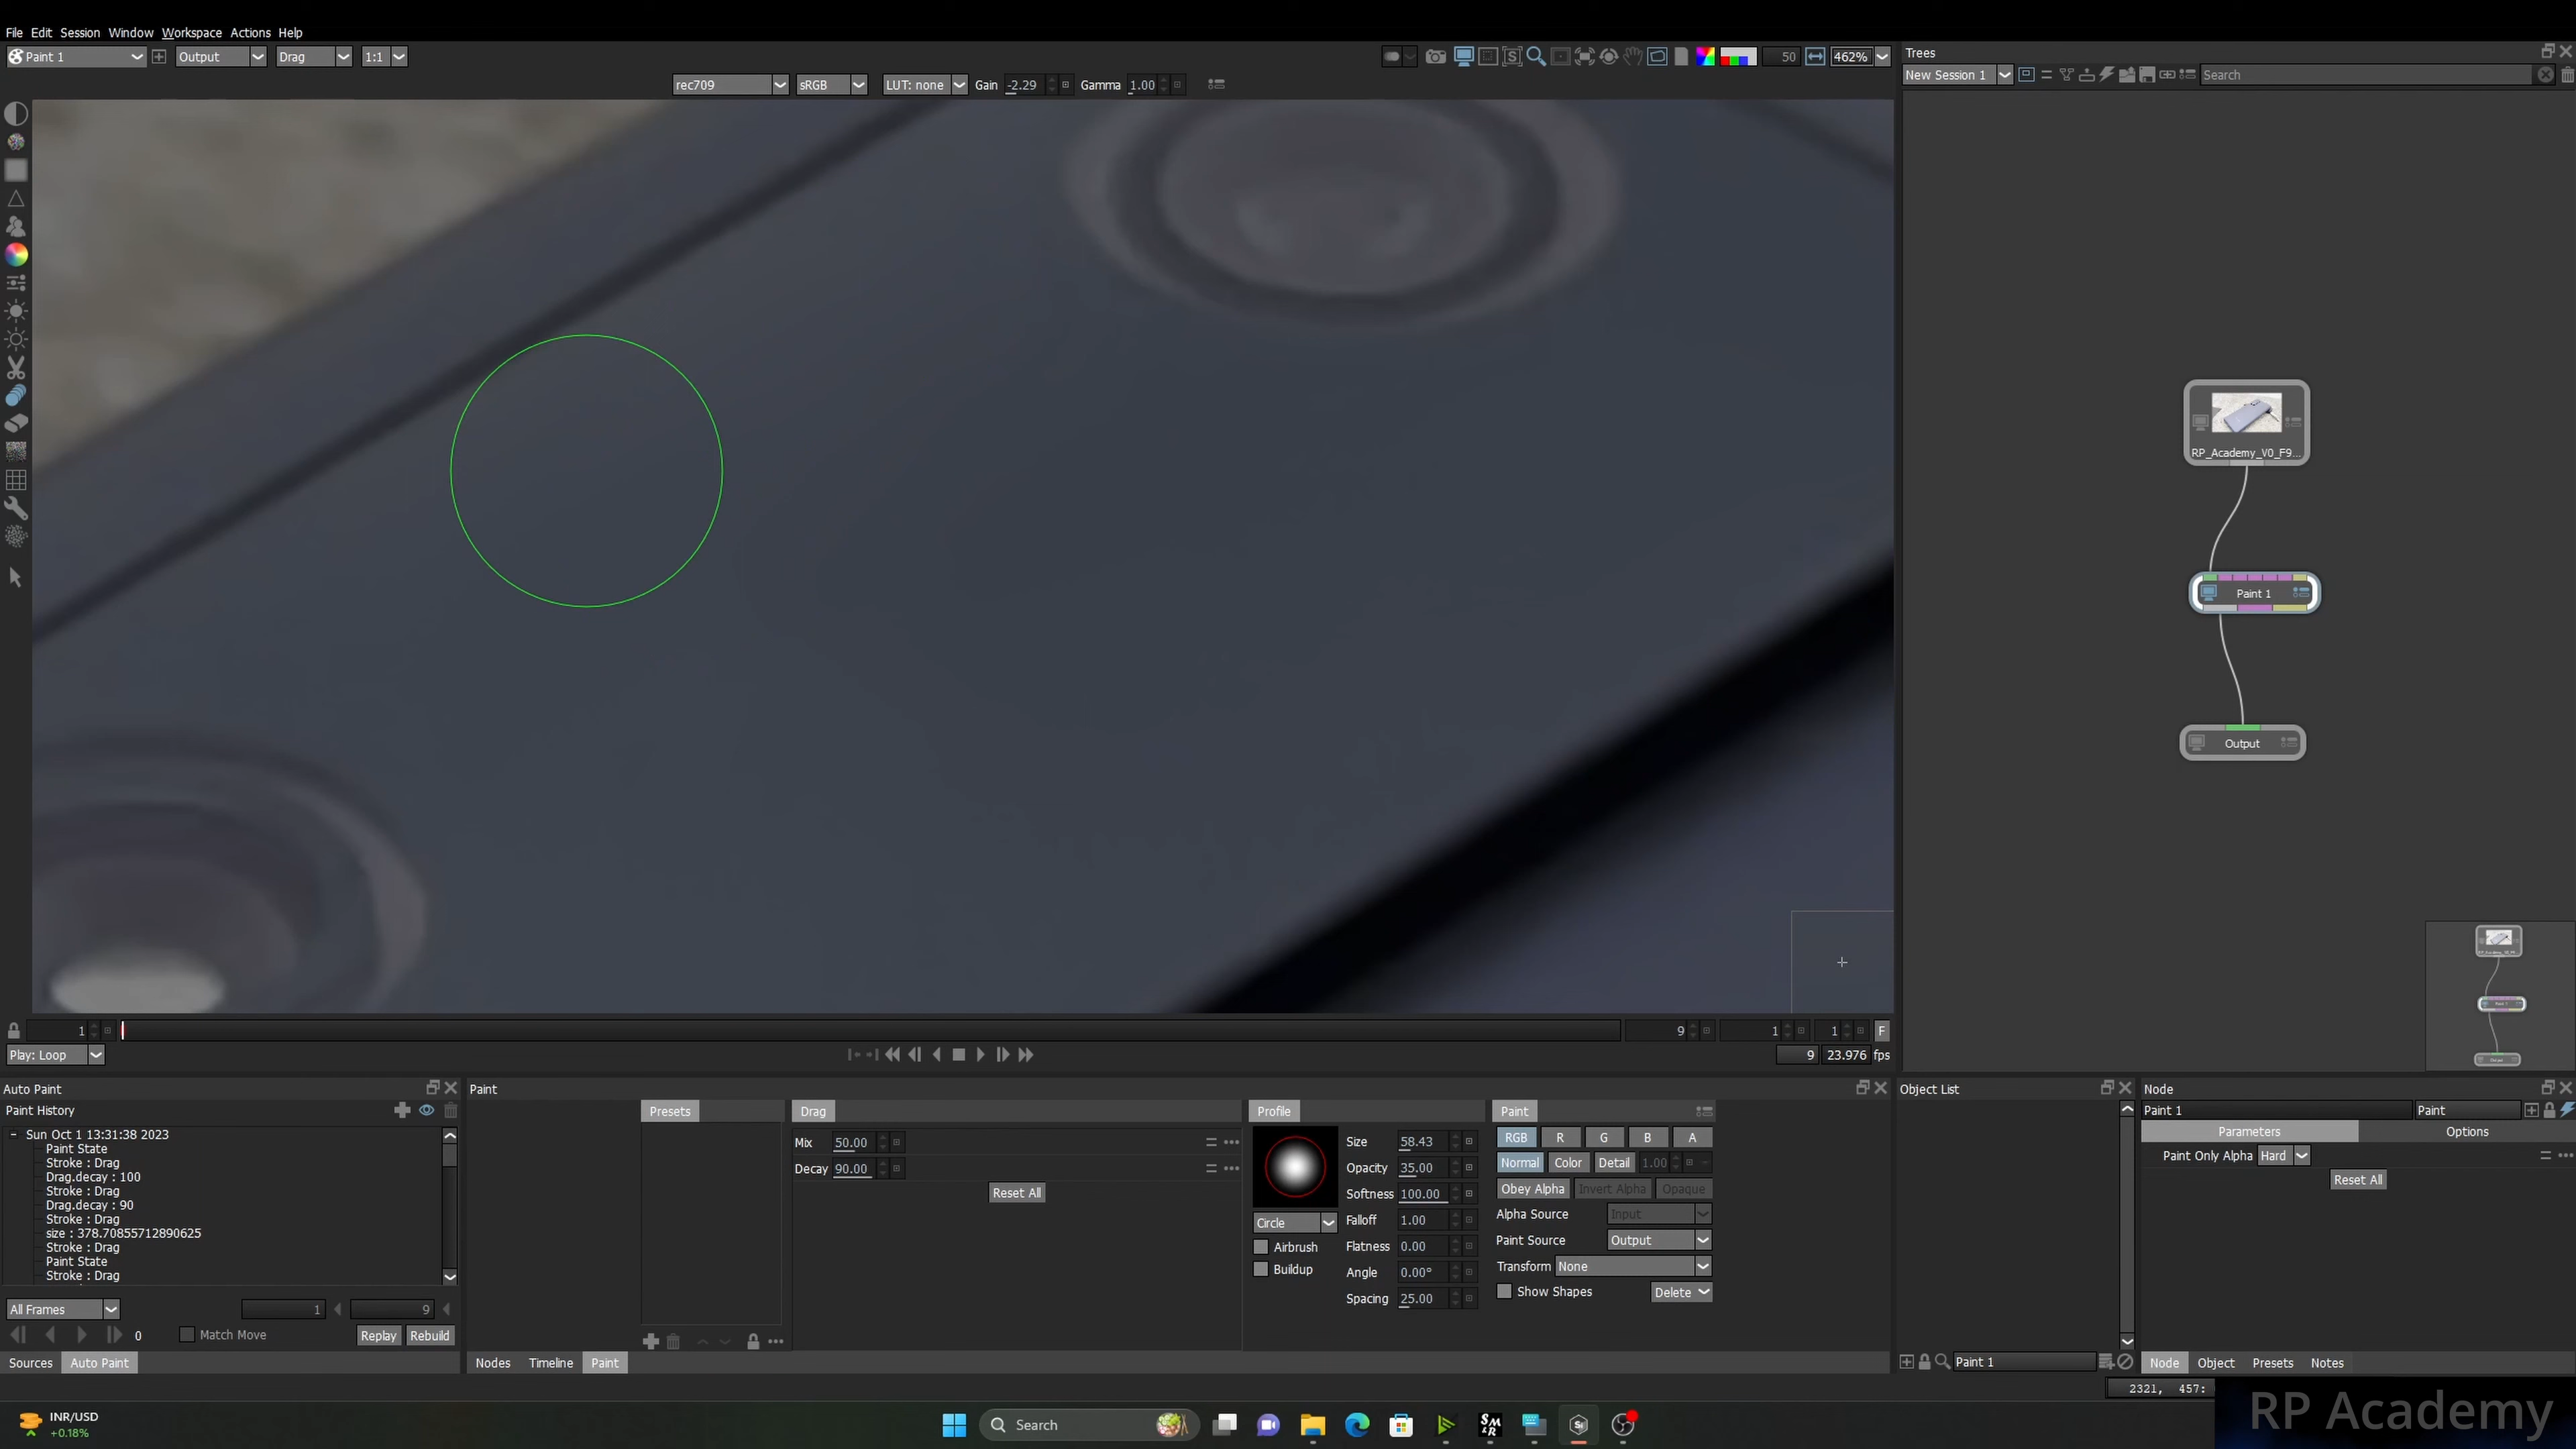 File Edit Session Window Workspace Actions Help
Paint 1 Output Drag 1:1 50 462%
rec709 sRGB LUT: none Gain -2.29 Gamma 1.00
Trees
New Session 1 Search
RP_Academy_V0_F9...
Paint 1
Output
1 9 1 1 F
Play: Loop 9 23.976 fps
Auto Paint
Paint History
Sun Oct 1 13:31:38 2023
Paint State
Stroke : Drag
Drag.decay : 100
Stroke : Drag
Drag.decay : 90
Stroke : Drag
size : 378.70855712890625
Stroke : Drag
Paint State
Stroke : Drag
All Frames 1 9
0 Match Move Replay Rebuild
Sources Auto Paint
Paint
Presets
Drag
Mix 50.00
Decay 90.00
Reset All
Nodes Timeline Paint
Profile
Circle
Airbrush
Buildup
Size 58.43
Opacity 35.00
Softness 100.00
Falloff 1.00
Flatness 0.00
Angle 0.00°
Spacing 25.00
Paint
RGB R G B A
Normal Color Detail 1.00
Obey Alpha Invert Alpha Opaque
Alpha Source Input
Paint Source Output
Transform None
Show Shapes Delete
Object List
Paint 1
Node
Paint 1 Paint
Parameters Options
Paint Only Alpha Hard
Reset All
Node Object Presets Notes
2321, 457:
INR/USD
+0.18%
Search
RP Academy